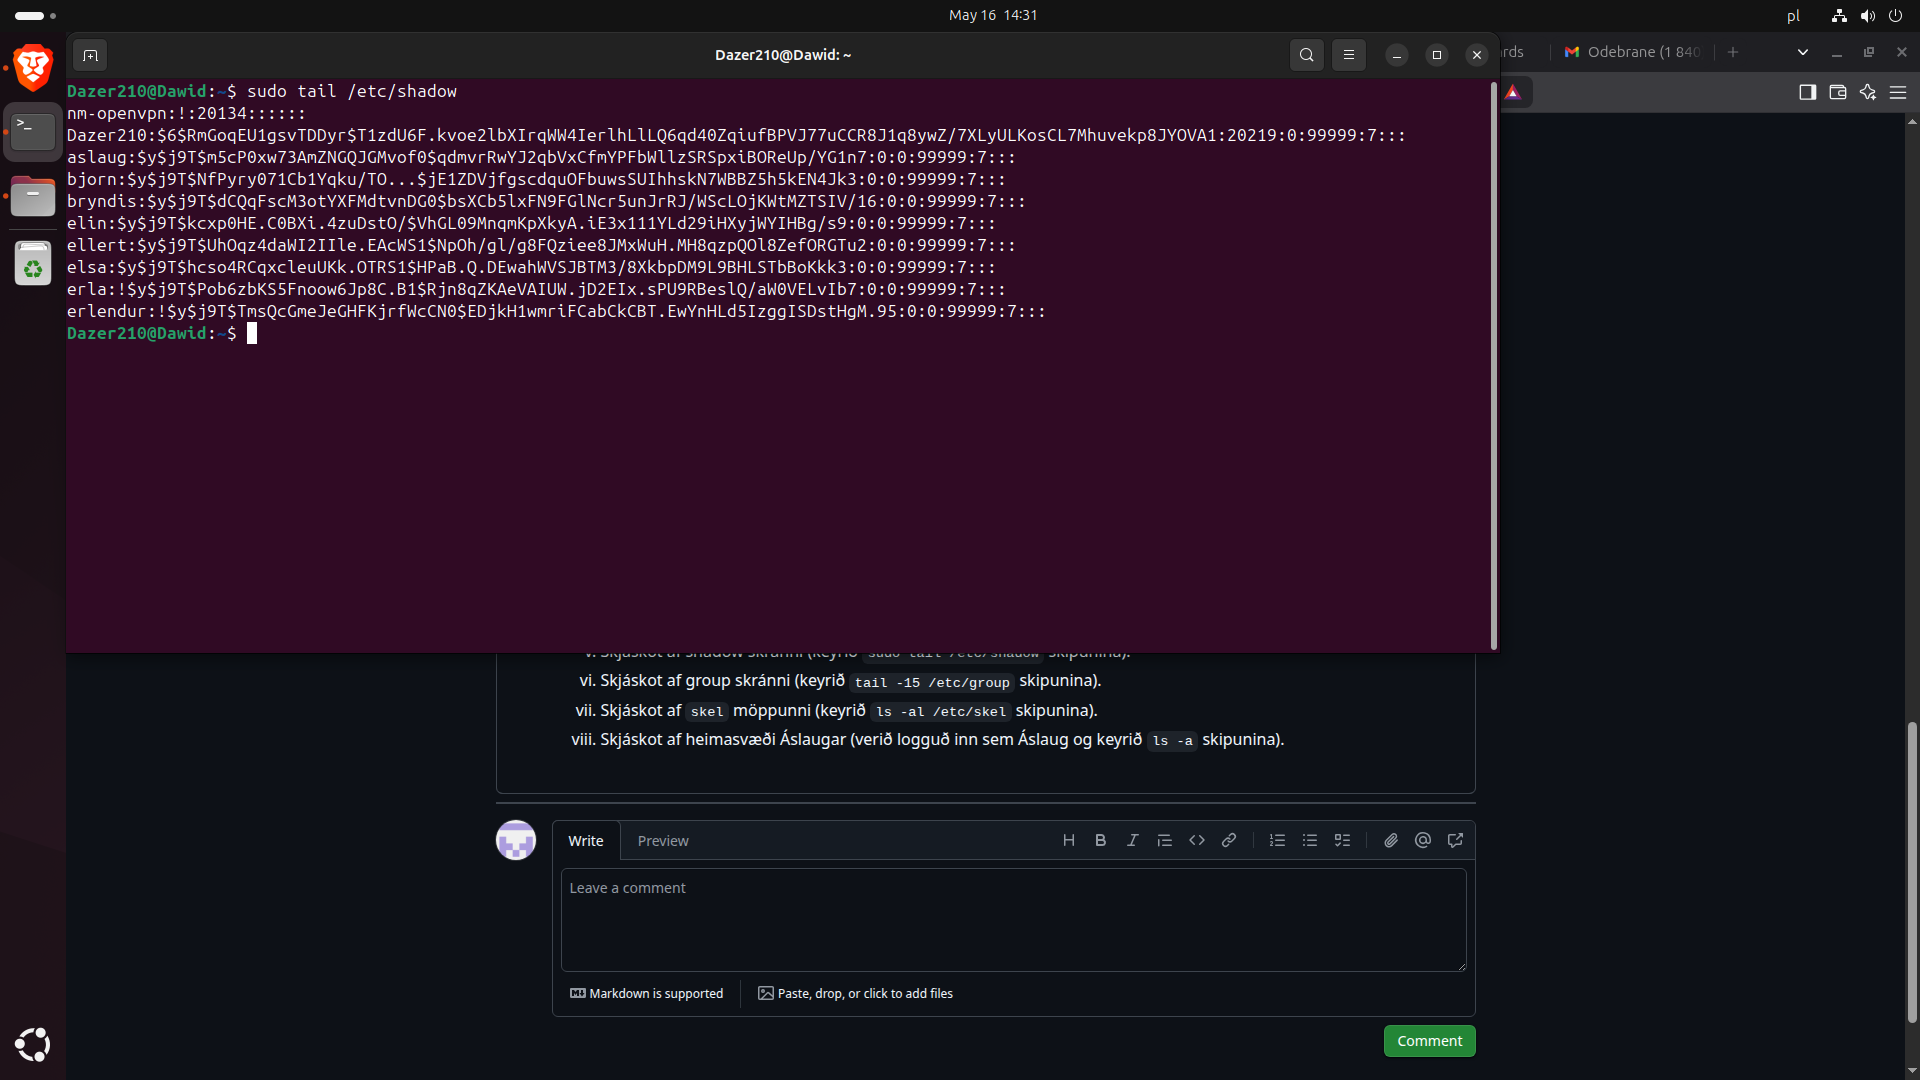 May 16 14:31
pl
Dazer210@Dawid: ~
rds
Odebrane (1 840
Dazer210@Dawid:~$ sudo tail /etc/shadow
nm-openvpn:!:20134::::::
Dazer210:$6$RmGoqEU1gsvTDDyr$T1zdU6F.kvoe2lbXIrqWW4IerlhLlLQ6qd40ZqiufBPVJ77uCCR8J1q8ywZ/7XLyULKosCL7Mhuvekp8JYOVA1:20219:0:99999:7:::
aslaug:$y$j9T$m5cP0xw73AmZNGQJGMvof0$qdmvrRwYJ2qbVxCfmYPFbWllzSRSpxiBOReUp/YG1n7:0:0:99999:7:::
bjorn:$y$j9T$NfPyry071Cb1Yqku/TO...$jE1ZDVjfgscdquOFbuwsSUIhhskN7WBBZ5h5kEN4Jk3:0:0:99999:7:::
bryndis:$y$j9T$dCQqFscM3otYXFMdtvnDG0$bsXCb5lxFN9FGlNcr5unJrRJ/WScLOjKWtMZTSIV/16:0:0:99999:7:::
elin:$y$j9T$kcxp0HE.C0BXi.4zuDstO/$VhGL09MnqmKpXkyA.iE3x111YLd29iHXyjWYIHBg/s9:0:0:99999:7:::
ellert:$y$j9T$UhOqz4daWI2IIle.EAcWS1$NpOh/gl/g8FQziee8JMxWuH.MH8qzpQOl8ZefORGTu2:0:0:99999:7:::
elsa:$y$j9T$hcso4RCqxcleuUKk.OTRS1$HPaB.Q.DEwahWVSJBTM3/8XkbpDM9L9BHLSTbBoKkk3:0:0:99999:7:::
erla:!$y$j9T$Pob6zbKS5Fnoow6Jp8C.B1$Rjn8qZKAeVAIUW.jD2EIx.sPU9RBeslQ/aW0VELvIb7:0:0:99999:7:::
erlendur:!$y$j9T$TmsQcGmeJeGHFKjrfWcCN0$EDjkH1wmriFCabCkCBT.EwYnHLd5IzggISDstHgM.95:0:0:99999:7:::
Dazer210@Dawid:~$
v. Skjáskot af shadow skránni (keyrið sudo tail /etc/shadow skipunina).
vi. Skjáskot af group skránni (keyrið tail -15 /etc/group skipunina).
vii. Skjáskot af skel möppunni (keyrið ls -al /etc/skel skipunina).
viii. Skjáskot af heimasvæði Áslaugar (verið logguð inn sem Áslaug og keyrið ls -a skipunina).
Write
Preview
Leave a comment
Markdown is supported
Paste, drop, or click to add files
Comment